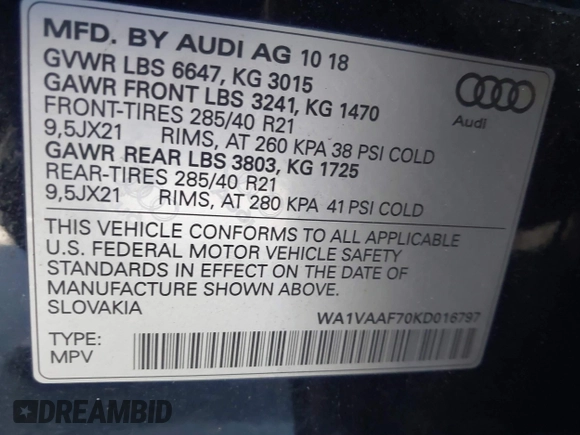 MFD. BY AUDI AG 10 18
GVWR LBS 6647, KG 3015
GAWR FRONT LBS 3241, KG 1470
FRONT-TIRES 285/40 R21
9,5JX21 RIMS, AT 260 KPA 38 PSI COLD
GAWR REAR LBS 3803, KG 1725
REAR-TIRES 285/40 R21
9,5JX21 RIMS, AT 280 KPA 41 PSI COLD
Audi
THIS VEHICLE CONFORMS TO ALL APPLICABLE
U.S. FEDERAL MOTOR VEHICLE SAFETY
STANDARDS IN EFFECT ON THE DATE OF
MANUFACTURE SHOWN ABOVE.
SLOVAKIA
WA1VAAF70KD016797
TYPE:
MPV
DREAMBID